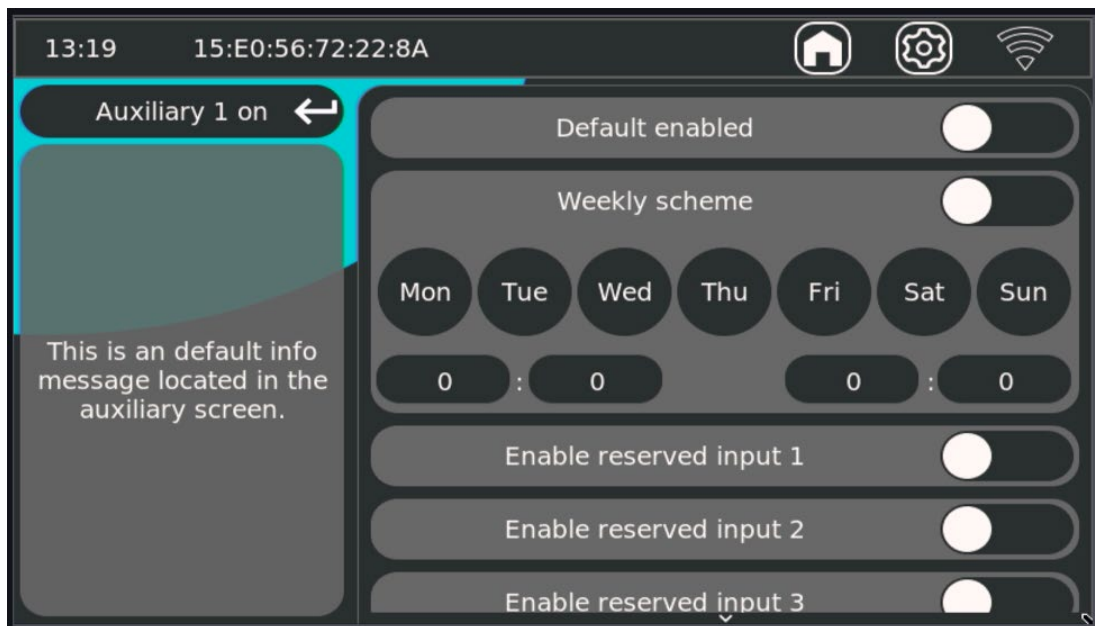 13:19 15:E0:56:72:22:8A
Auxiliary 1 on
This is an default info
message located in the
auxiliary screen.
Default enabled
Weekly scheme
Mon Tue Wed Thu Fri Sat Sun
0 : 0 0 : 0
Enable reserved input 1
Enable reserved input 2
Enable reserved input 3